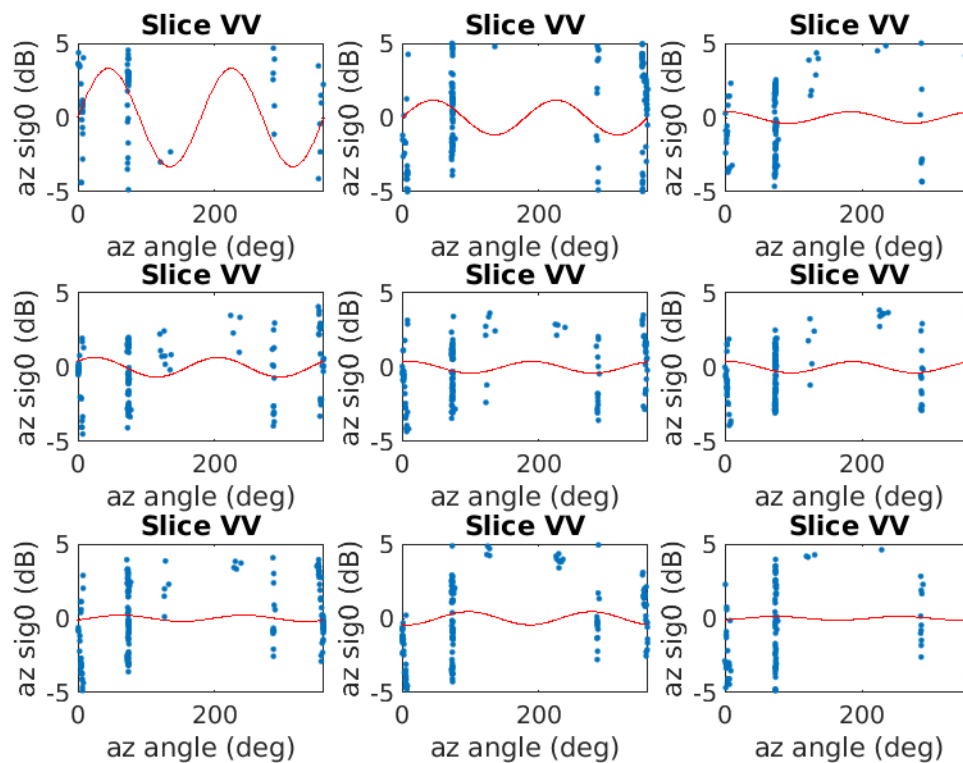 Slice VV Slice VV Slice VV
5 5 5
0 0 0
-5 -5 -5
az sig0 (dB) az sig0 (dB) az sig0 (dB)
0 200 0 200 0 200
az angle (deg) az angle (deg) az angle (deg)
Slice VV Slice VV Slice VV
5 5 5
0 0 0
-5 -5 -5
az sig0 (dB) az sig0 (dB) az sig0 (dB)
0 200 0 200 0 200
az angle (deg) az angle (deg) az angle (deg)
Slice VV Slice VV Slice VV
5 5 5
0 0 0
-5 -5 -5
az sig0 (dB) az sig0 (dB) az sig0 (dB)
0 200 0 200 0 200
az angle (deg) az angle (deg) az angle (deg)